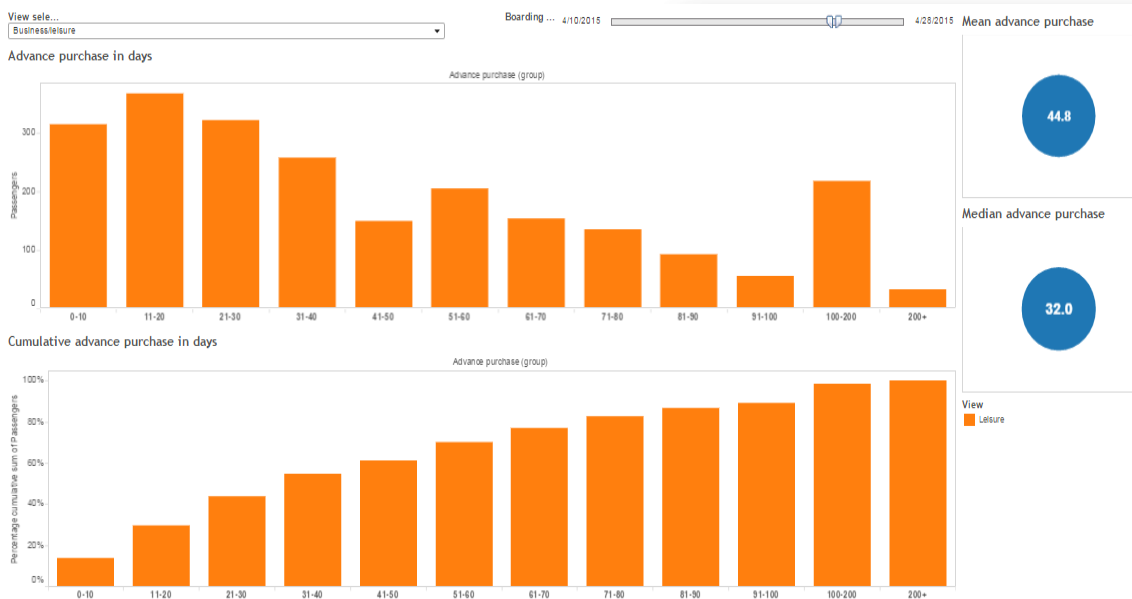 View sele...
Business/leisure
Boarding ... 4/10/2015 4/28/2015
Mean advance purchase
44.8
Median advance purchase
32.0
View
Leisure
Advance purchase in days
Advance purchase (group)
Passengers
300
200
100
0
0-10 11-20 21-30 31-40 41-50 51-60 61-70 71-80 81-90 91-100 100-200 200+
Cumulative advance purchase in days
Advance purchase (group)
Percentage cumulative sum of Passengers
100%
80%
60%
40%
20%
0%
0-10 11-20 21-30 31-40 41-50 51-60 61-70 71-80 81-90 91-100 100-200 200+